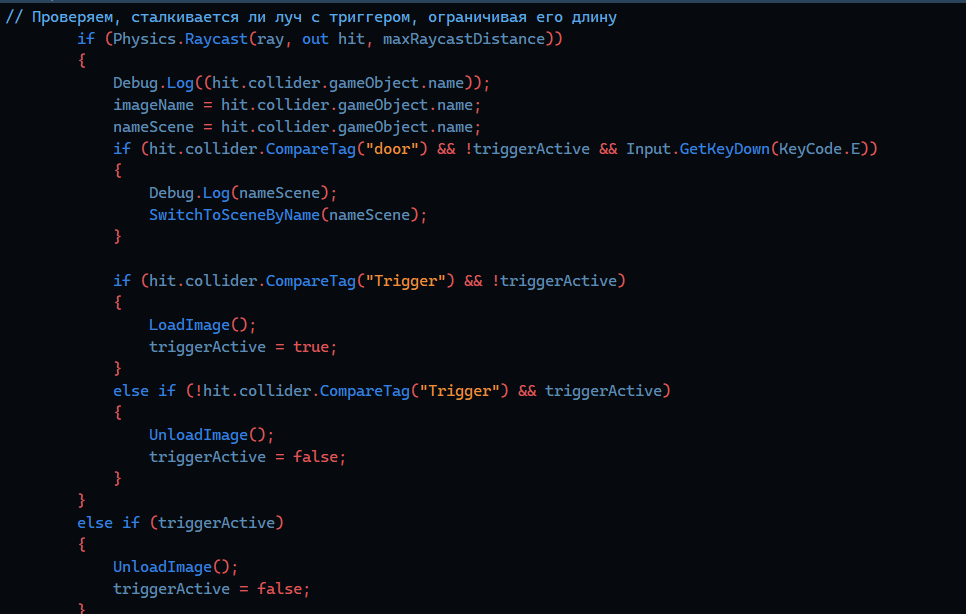 // Проверяем, сталкивается ли луч с триггером, ограничивая его длину
if (Physics.Raycast(ray, out hit, maxRaycastDistance))
{
Debug.Log((hit.collider.gameObject.name));
imageName = hit.collider.gameObject.name;
nameScene = hit.collider.gameObject.name;
if (hit.collider.CompareTag("door") && !triggerActive && Input.GetKeyDown(KeyCode.E))
{
Debug.Log(nameScene);
SwitchToSceneByName(nameScene);
}
if (hit.collider.CompareTag("Trigger") && !triggerActive)
{
LoadImage();
triggerActive = true;
}
else if (!hit.collider.CompareTag("Trigger") && triggerActive)
{
UnloadImage();
triggerActive = false;
}
}
else if (triggerActive)
{
UnloadImage();
triggerActive = false;
}